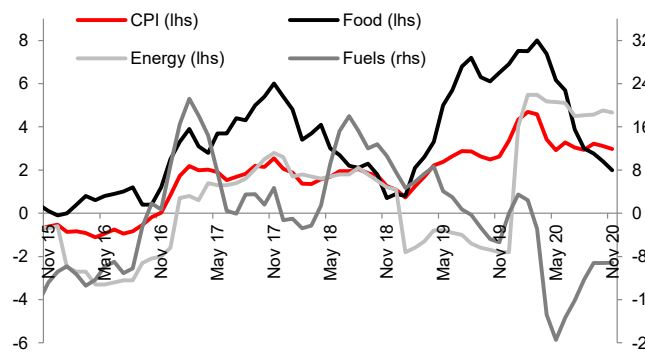 CPI (lhs) Food (lhs)
Energy (lhs) Fuels (rhs)
8
6
4
2
0
-2
-4
-6
32
24
16
8
0
-8
-1
-2
Nov 15
May 16
Nov 16
May 17
Nov 17
May 18
Nov 18
May 19
Nov 19
May 20
Nov 20